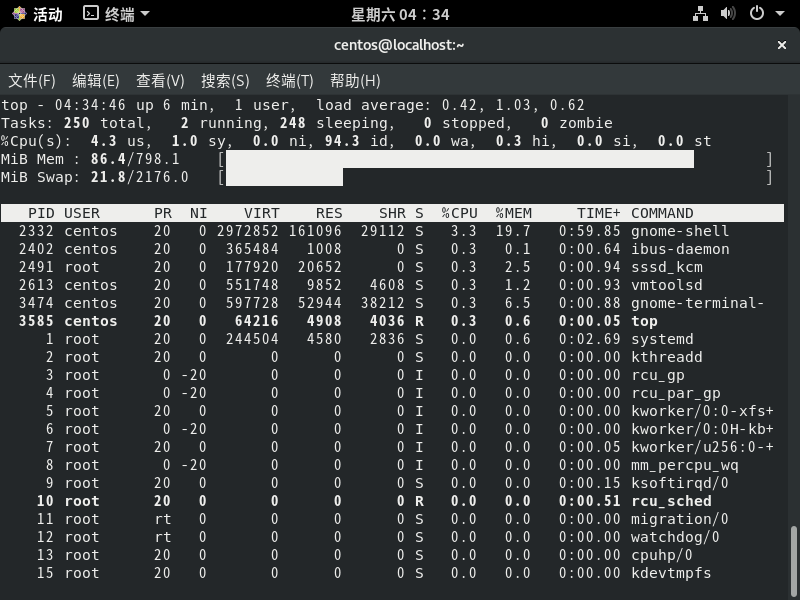 活动 终端 星期六 04：34
centos@localhost:~ ×
文件(F) 编辑(E) 查看(V) 搜索(S) 终端(T) 帮助(H)
top - 04:34:46 up 6 min,  1 user,  load average: 0.42, 1.03, 0.62
Tasks: 250 total,   2 running, 248 sleeping,   0 stopped,   0 zombie
%Cpu(s):  4.3 us,  1.0 sy,  0.0 ni, 94.3 id,  0.0 wa,  0.3 hi,  0.0 si,  0.0 st
MiB Mem : 86.4/798.1    [ ]
MiB Swap: 21.8/2176.0   [ ]
PID USER PR NI VIRT RES SHR S %CPU %MEM TIME+ COMMAND
2332 centos 20 0 2972852 161096 29112 S 3.3 19.7 0:59.85 gnome-shell
2402 centos 20 0 365484 1008 0 S 0.3 0.1 0:00.64 ibus-daemon
2491 root 20 0 177920 20652 0 S 0.3 2.5 0:00.94 sssd_kcm
2613 centos 20 0 551748 9852 4608 S 0.3 1.2 0:00.93 vmtoolsd
3474 centos 20 0 597728 52944 38212 S 0.3 6.5 0:00.88 gnome-terminal-
3585 centos 20 0 64216 4908 4036 R 0.3 0.6 0:00.05 top
1 root 20 0 244504 4580 2836 S 0.0 0.6 0:02.69 systemd
2 root 20 0 0 0 0 S 0.0 0.0 0:00.00 kthreadd
3 root 0 -20 0 0 0 I 0.0 0.0 0:00.00 rcu_gp
4 root 0 -20 0 0 0 I 0.0 0.0 0:00.00 rcu_par_gp
5 root 20 0 0 0 0 I 0.0 0.0 0:00.00 kworker/0:0-xfs+
6 root 0 -20 0 0 0 I 0.0 0.0 0:00.00 kworker/0:0H-kb+
7 root 20 0 0 0 0 I 0.0 0.0 0:00.05 kworker/u256:0-+
8 root 0 -20 0 0 0 I 0.0 0.0 0:00.00 mm_percpu_wq
9 root 20 0 0 0 0 S 0.0 0.0 0:00.15 ksoftirqd/0
10 root 20 0 0 0 0 R 0.0 0.0 0:00.51 rcu_sched
11 root rt 0 0 0 0 S 0.0 0.0 0:00.00 migration/0
12 root rt 0 0 0 0 S 0.0 0.0 0:00.00 watchdog/0
13 root 20 0 0 0 0 S 0.0 0.0 0:00.00 cpuhp/0
15 root 20 0 0 0 0 S 0.0 0.0 0:00.00 kdevtmpfs